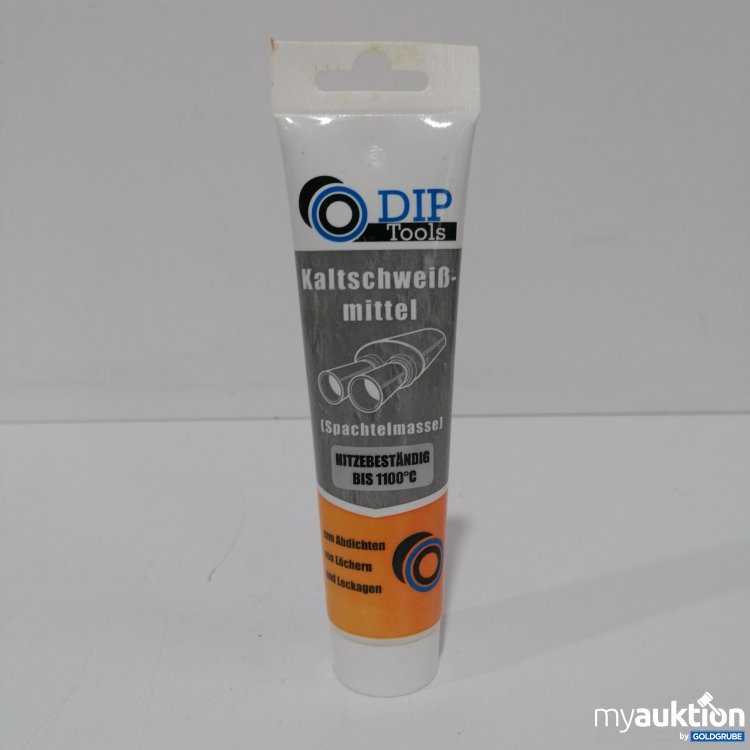 DIP
Tools
Kaltschweiß-
mittel
(Spachtelmasse)
HITZEBESTÄNDIG
BIS 1100°C
zum Abdichten
von Löchern
und Leckagen
myauktion
by GOLDGRUBE